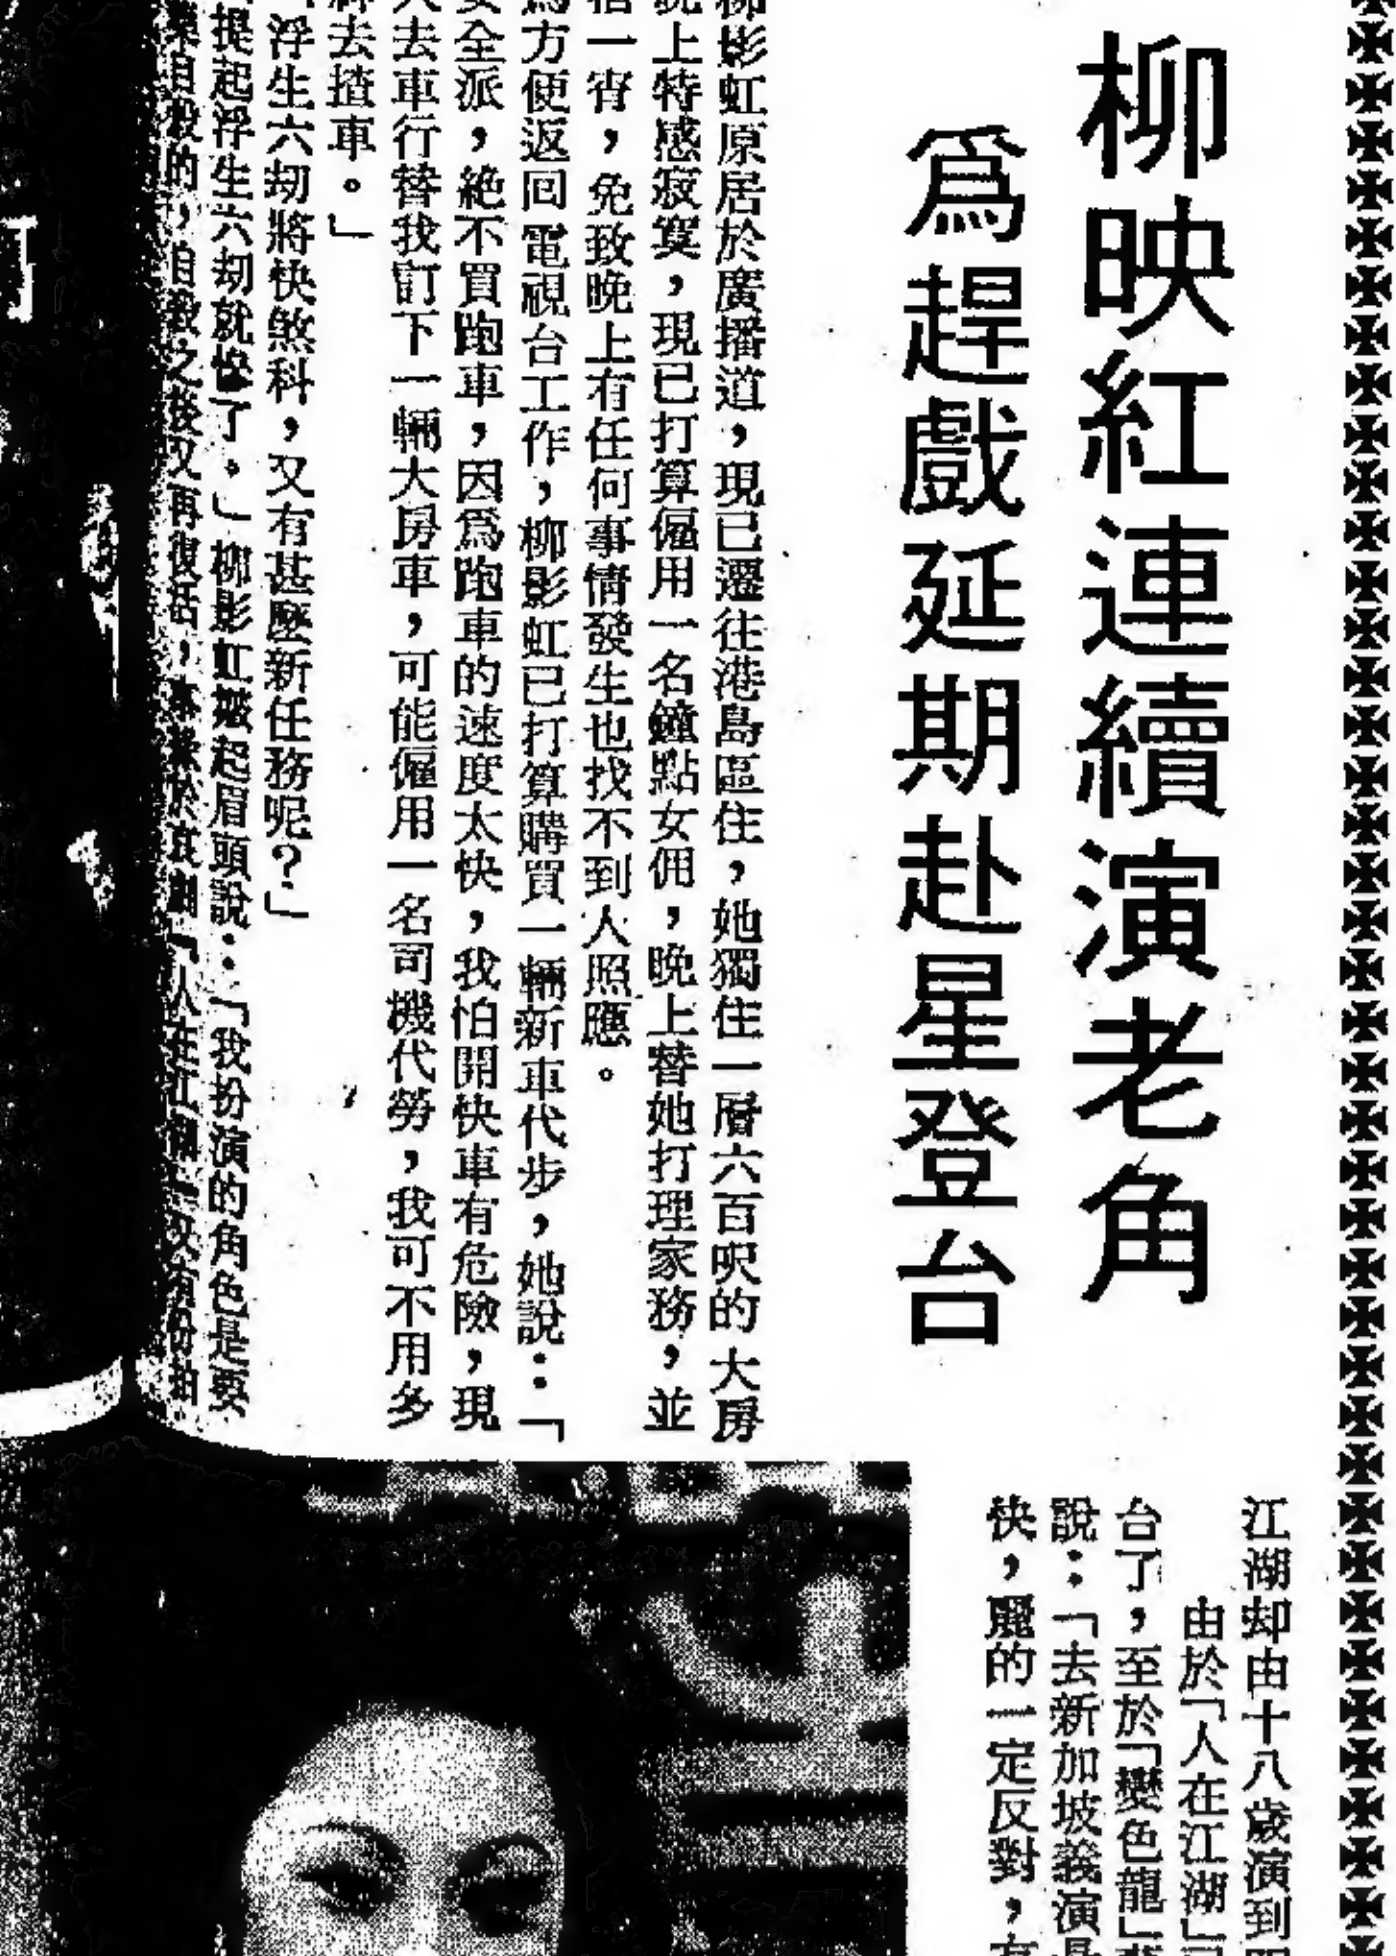 柳映紅連續演老角
爲趕戲延期赴星登台
柳影虹原居於廣播道，現已遷往港島區住，她獨住一層六百呎的大房
說上特感寂寞，現已打算僱用一名鐘點女佣，晚上替她打理家務，並
宿一宵，免致晚上有任何事情發生也找不到人照應。
爲方便返回電視台工作，柳影虹已打算購買一輛新車代步，她說：「
安全派，絶不買跑車，因爲跑車的速度太快，我怕開快車有危險，現
人去車行替我訂下一輛大房車，可能僱用一名司機代勞，我可不用多
神去揸車。」
「浮生六劫將快煞科，又有甚麼新任務呢？」
提起浮生六劫就慘了。」柳影虹皺起眉頭說：「我扮演的角色是要
自殺的，自殺之後又再復活，
江湖却由十八歲演到
由於「人在江湖」
台了，至於「變色龍」
說：「去新加坡義演
快，麗的一定反對，有